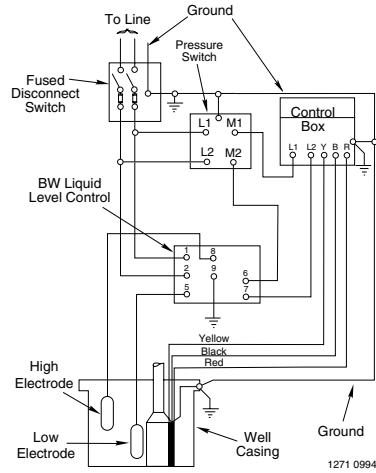 To Line
Ground
Pressure
Switch
Fused
Disconnect
Switch
L1 M1
L2 M2
Control
Box
L1 L2 Y B R
BW Liquid
Level Control
1
2
5
8
9
6
7
Yellow
Black
Red
High
Electrode
Low
Electrode
Well
Casing
Ground
1271 0994